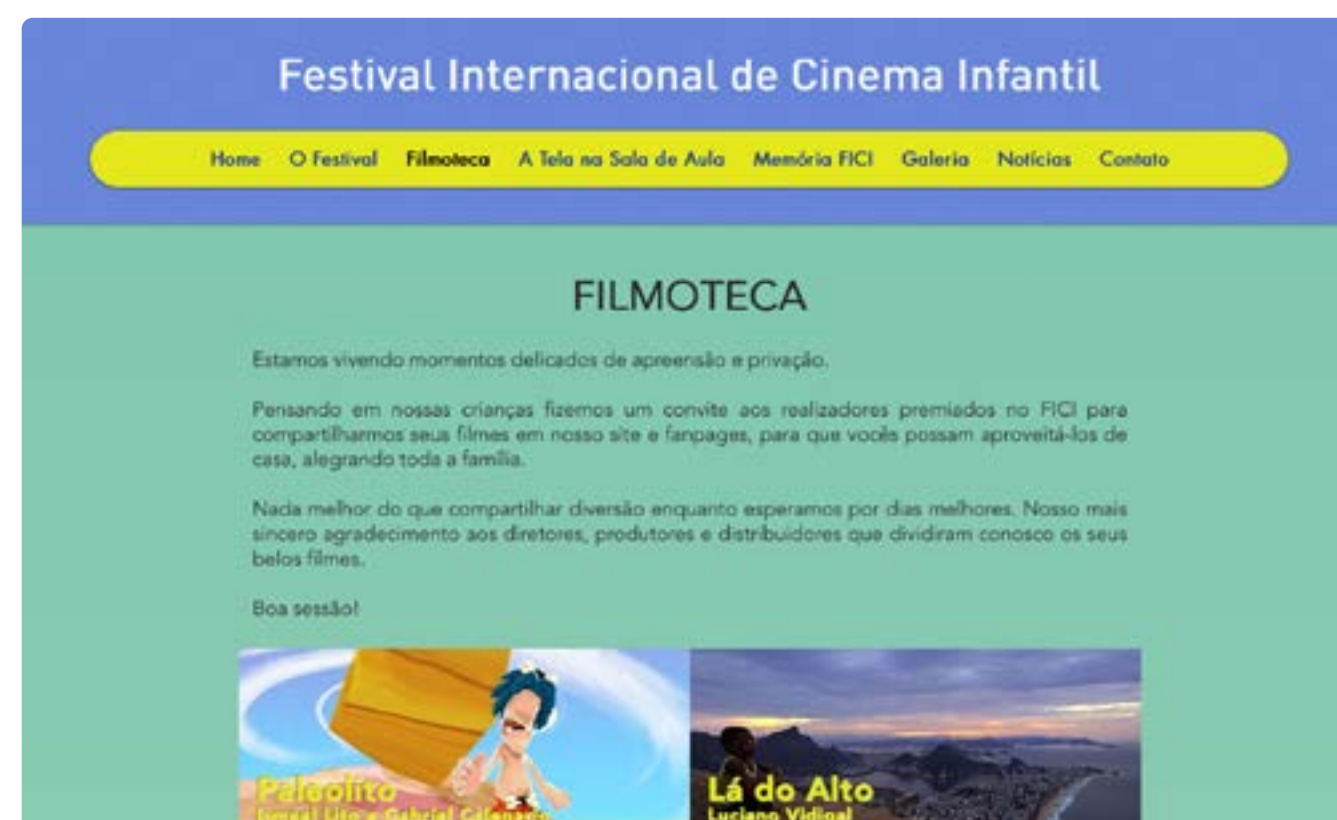 Festival Internacional de Cinema Infantil
Home O Festival Filmoteca A Tela na Sala de Aula Memória FICI Galeria Notícias Contato
FILMOTECA
Estamos vivendo momentos delicados de apreensão e privação.
Pensando em nossas crianças fizemos um convite aos realizadores premiados no FICI para
compartilharmos seus filmes em nosso site e fanpages, para que vocês possam aproveitá-los de
casa, alegrando toda a família.
Nada melhor do que compartilhar diversão enquanto esperamos por dias melhores. Nosso mais
sincero agradecimento aos diretores, produtores e distribuidores que dividiram conosco os seus
belos filmes.
Boa sessão!
Paleolito
Lá do Alto
Ismael Lito e Gabriel
Luciano Vidigal